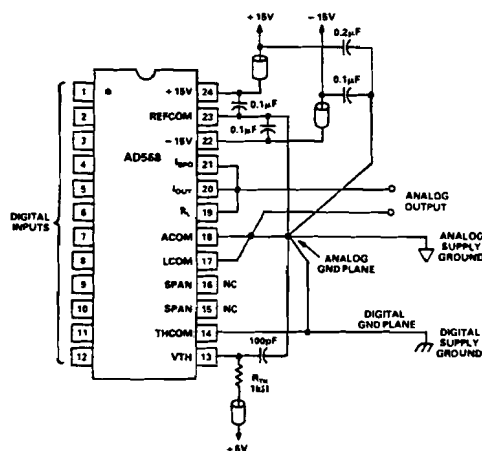 +15V
-15V
0.2µF
0.1µF
1
2
3
4
5
6
7
8
9
10
11
12
DIGITAL
INPUTS
AD568
+15V 24
REFCOM 23
-15V 22
IBPO 21
IOUT 20
RL 19
ACOM 18
LCOM 17
SPAN 16 NC
SPAN 15 NC
THCOM 14
VTH 13
0.1µF
0.1µF
ANALOG
OUTPUT
ANALOG
GND PLANE
ANALOG
SUPPLY
GROUND
DIGITAL
GND PLANE
DIGITAL
SUPPLY
GROUND
100pF
RTH
1kΩ
+5V